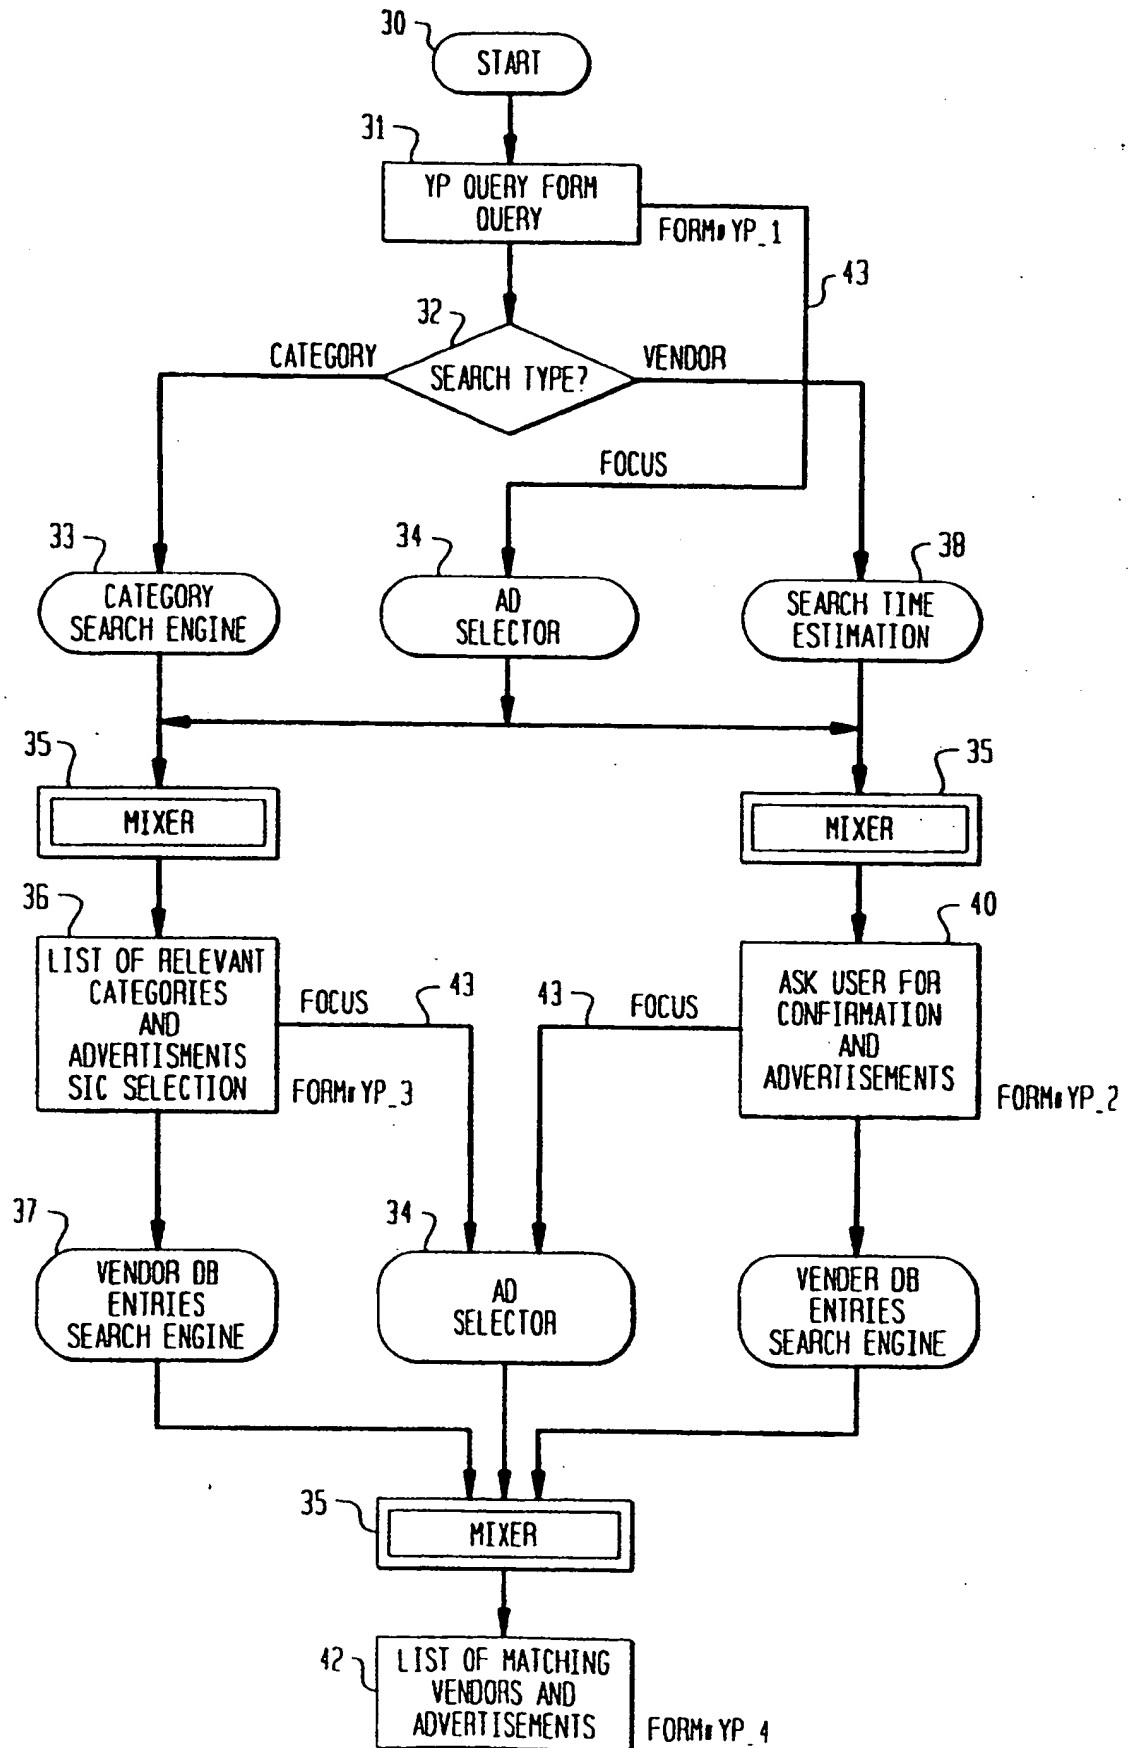 30
START
31
YP QUERY FORM
QUERY
FORM# YP_1
43
32
CATEGORY
SEARCH TYPE?
VENDOR
FOCUS
33
CATEGORY
SEARCH ENGINE
34
AD
SELECTOR
38
SEARCH TIME
ESTIMATION
35
MIXER
35
MIXER
36
LIST OF RELEVANT
CATEGORIES
AND
ADVERTISMENTS
SIC SELECTION
FORM# YP_3
FOCUS
43
43
FOCUS
40
ASK USER FOR
CONFIRMATION
AND
ADVERTISEMENTS
FORM# YP_2
37
VENDOR DB
ENTRIES
SEARCH ENGINE
34
AD
SELECTOR
VENDER DB
ENTRIES
SEARCH ENGINE
35
MIXER
42
LIST OF MATCHING
VENDORS AND
ADVERTISEMENTS
FORM# YP_4